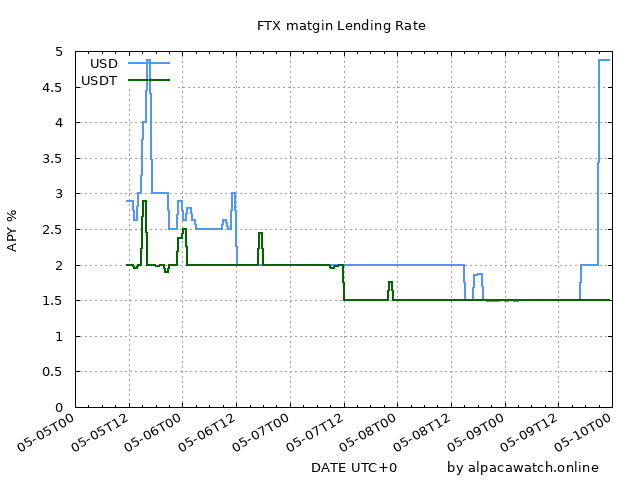 FTX matgin Lending Rate
5
4.5
4
3.5
3
2.5
2
1.5
1
0.5
0
APY %
USD
USDT
05-05T00
05-05T12
05-06T00
05-06T12
05-07T00
05-07T12
05-08T00
05-08T12
05-09T00
05-09T12
05-10T00
DATE UTC+0
by alpacawatch.online